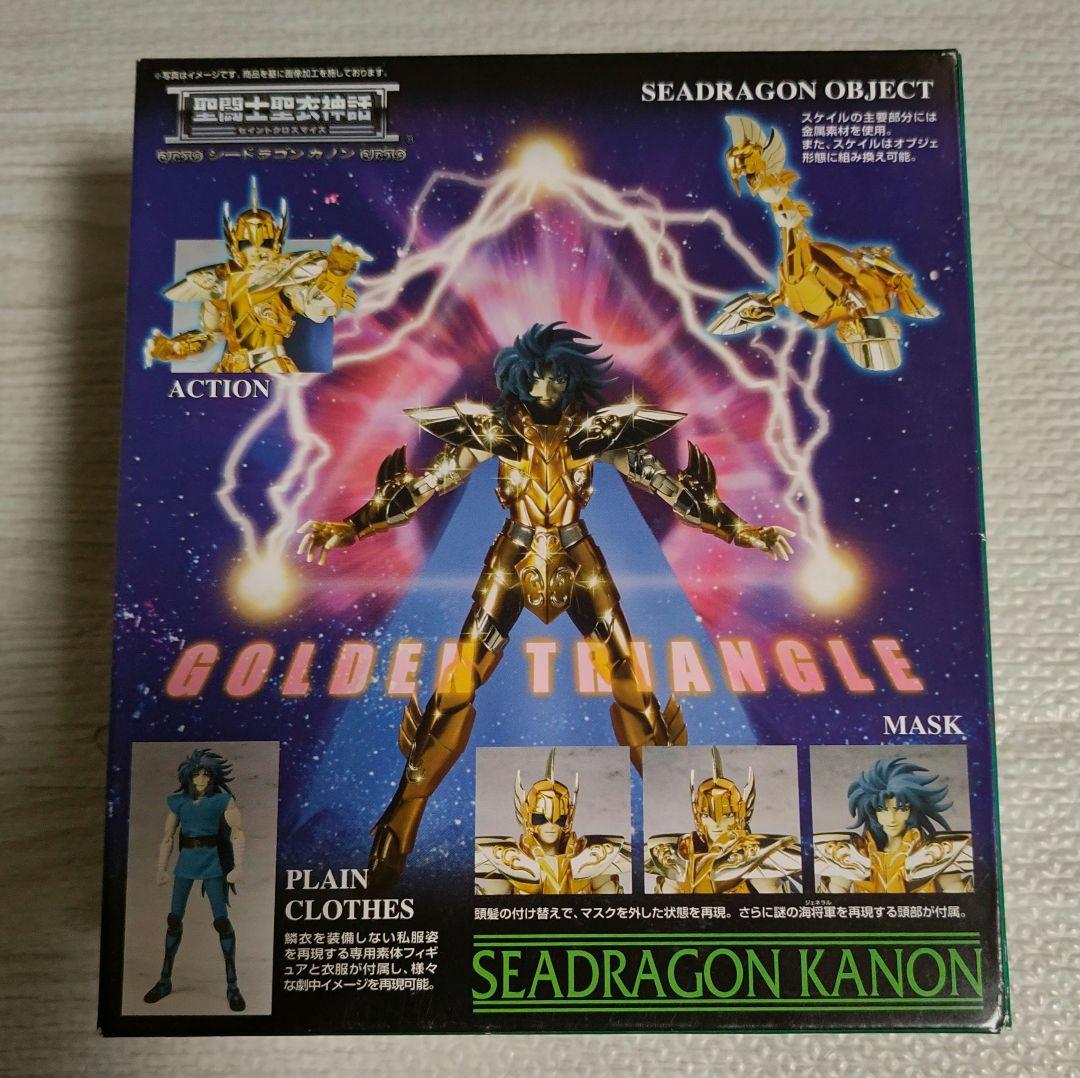 ※写真はイメージです。商品を基に画像加工を施しております。
聖闘士聖衣神話
セイントクロスマイス
シードラゴン カノン
SEADRAGON OBJECT
スケイルの主要部分には
金属素材を使用。
また、スケイルはオブジェ
形態に組み換え可能。
ACTION
GOLDEN TRIANGLE
MASK
PLAIN
CLOTHES
鱗衣を装備しない私服姿
を再現する専用素体フィギ
ュアと衣服が付属し、様々
な劇中イメージを再現可能。
ジェネラル
頭髪の付け替えで、マスクを外した状態を再現。さらに謎の海将軍を再現する頭部が付属。
SEADRAGON KANON